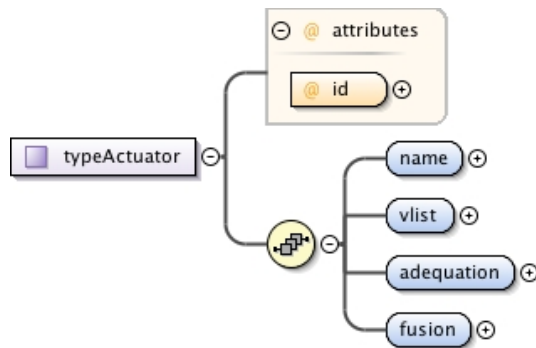 @ attributes
@ id
typeActuator
name
vlist
adequation
fusion